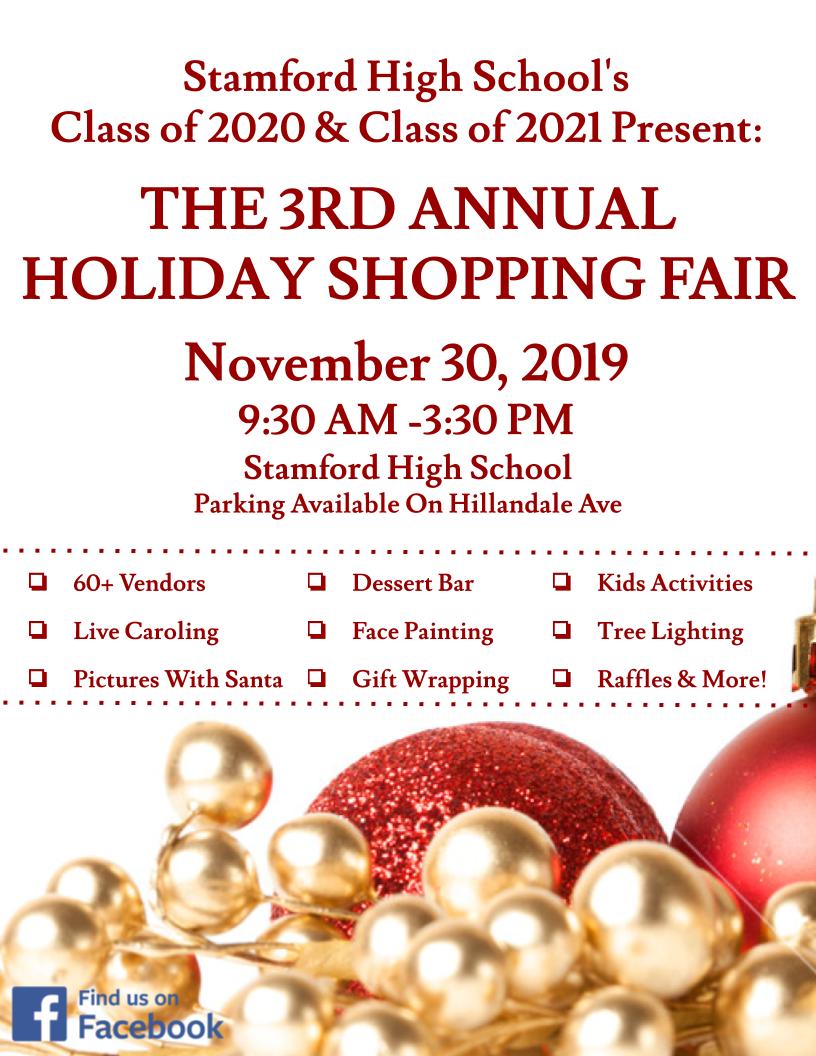 Stamford High School's
Class of 2020 & Class of 2021 Present:
THE 3RD ANNUAL
HOLIDAY SHOPPING FAIR
November 30, 2019
9:30 AM -3:30 PM
Stamford High School
Parking Available On Hillandale Ave
❏ 60+ Vendors ❏ Dessert Bar ❏ Kids Activities
❏ Live Caroling ❏ Face Painting ❏ Tree Lighting
❏ Pictures With Santa ❏ Gift Wrapping ❏ Raffles & More!
Find us on
Facebook